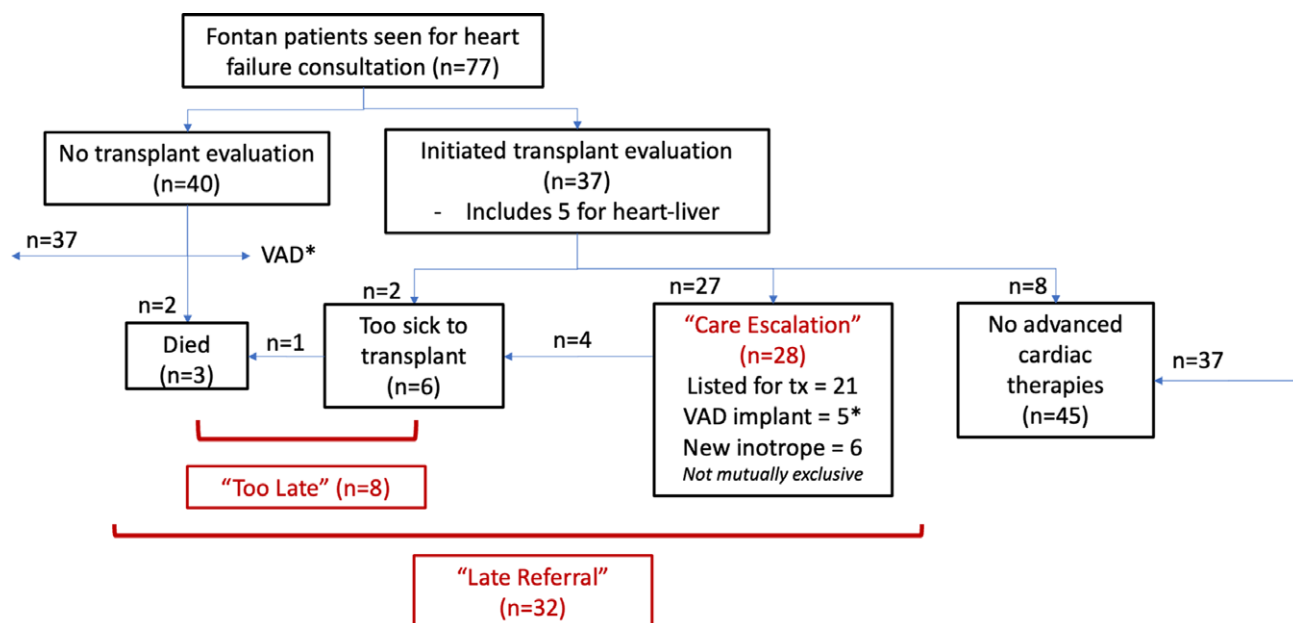 Fontan patients seen for heart
failure consultation (n=77)
No transplant evaluation
(n=40)
Initiated transplant evaluation
(n=37)
- Includes 5 for heart-liver
n=37
VAD*
n=2
n=2
n=27
n=8
Died
(n=3)
n=1
Too sick to
transplant
(n=6)
n=4
“Care Escalation”
(n=28)
Listed for tx = 21
VAD implant = 5*
New inotrope = 6
Not mutually exclusive
No advanced
cardiac
therapies
(n=45)
n=37
“Too Late” (n=8)
“Late Referral”
(n=32)